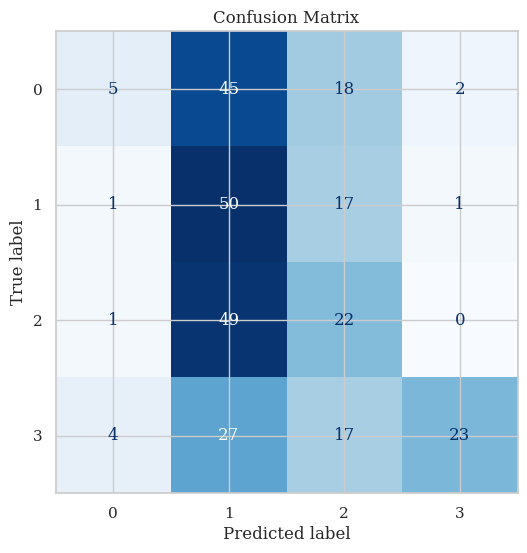 Confusion Matrix
True label
0 5 45 18 2
1 1 50 17 1
2 1 49 22 0
3 4 27 17 23
0 1 2 3
Predicted label